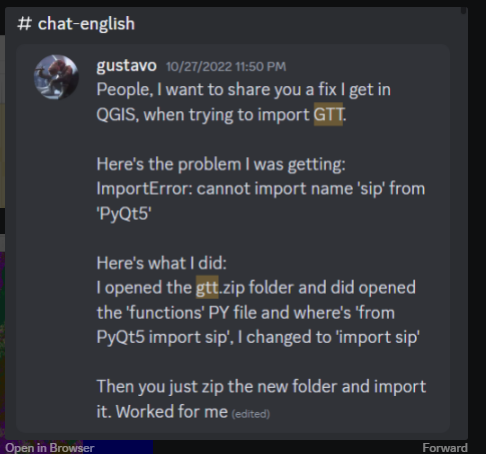 # chat-english
gustavo 10/27/2022 11:50 PM
People, I want to share you a fix I get in
QGIS, when trying to import GTT.
Here's the problem I was getting:
ImportError: cannot import name 'sip' from
'PyQt5'
Here's what I did:
I opened the gtt.zip folder and did opened
the 'functions' PY file and where's 'from
PyQt5 import sip', I changed to 'import sip'
Then you just zip the new folder and import
it. Worked for me (edited)
Open in Browser Forward